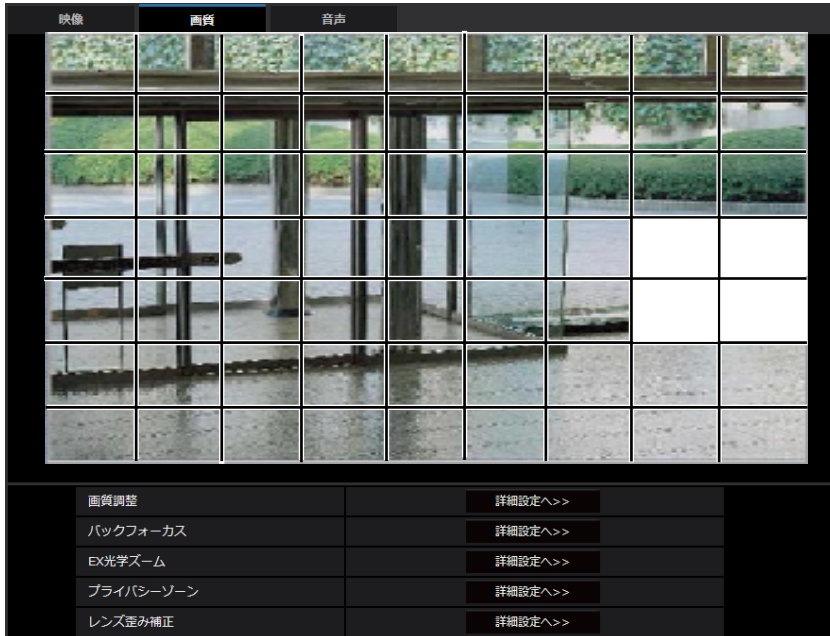 映像 画質 音声
画質調整 詳細設定へ>>
バックフォーカス 詳細設定へ>>
EX光学ズーム 詳細設定へ>>
プライバシーゾーン 詳細設定へ>>
レンズ歪み補正 詳細設定へ>>